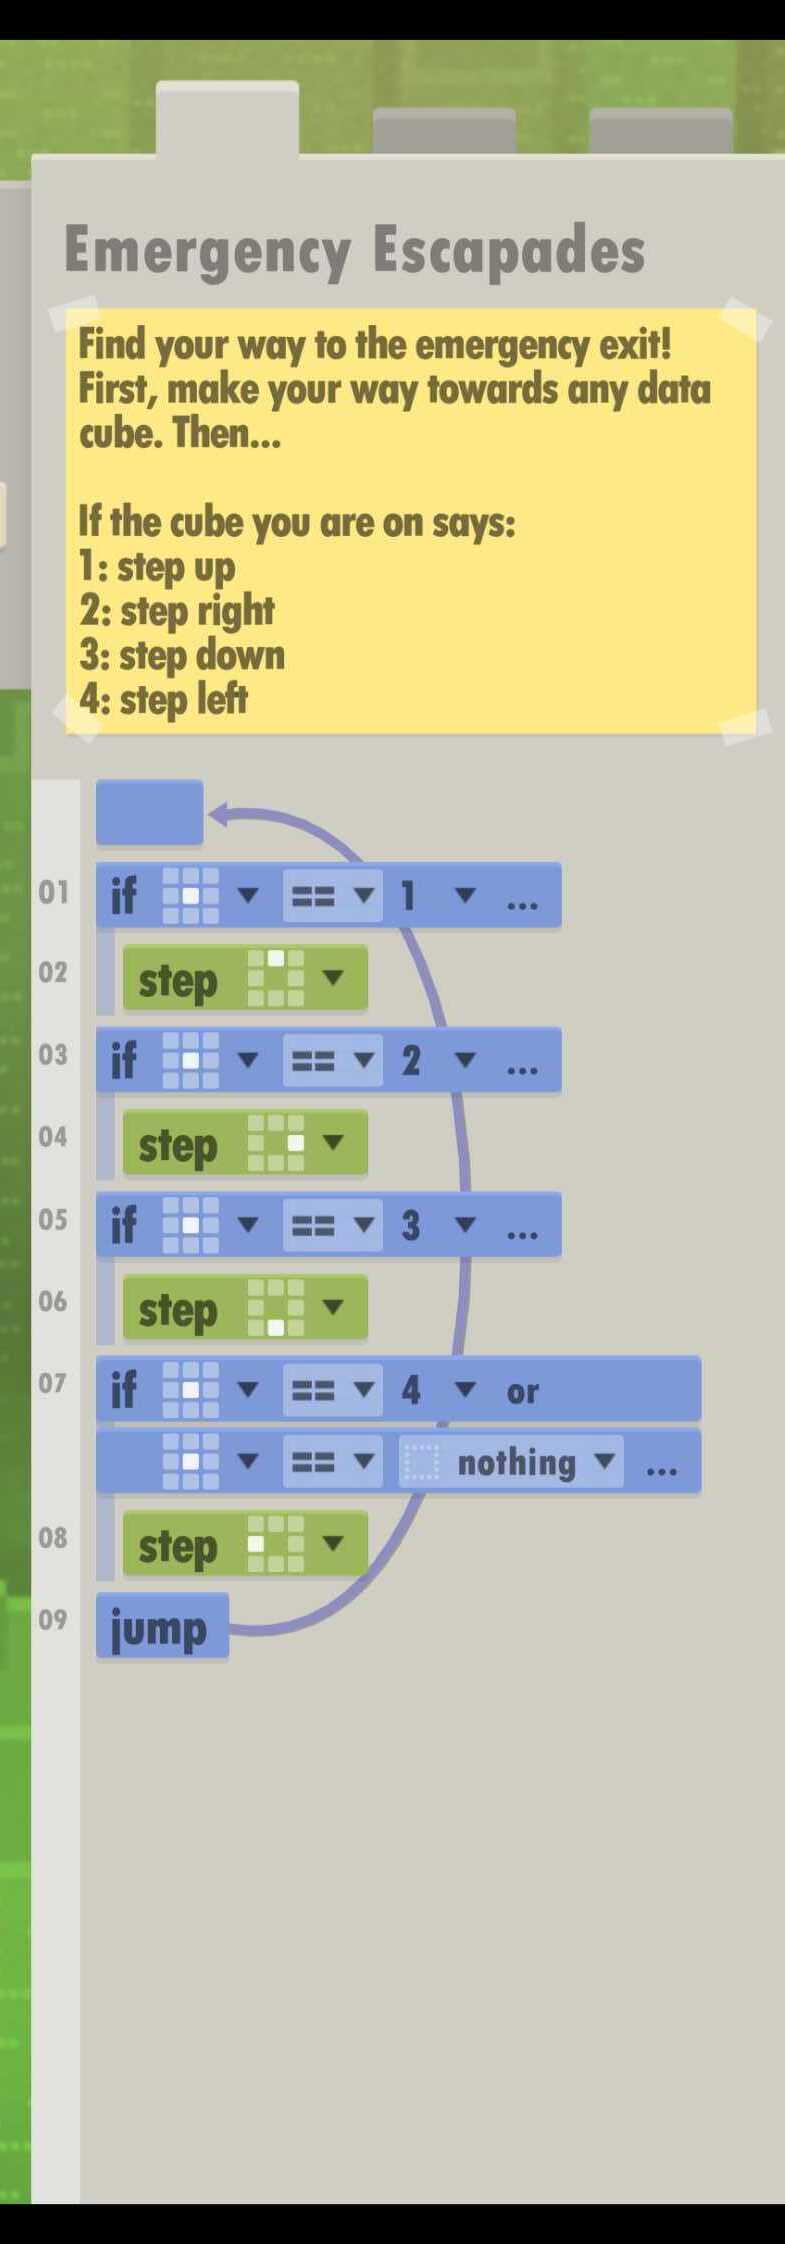 Emergency Escapades
Find your way to the emergency exit!
First, make your way towards any data
cube. Then...
If the cube you are on says:
1: step up
2: step right
3: step down
4: step left
01 if == 1 ...
02 step
03 if == 2 ...
04 step
05 if == 3 ...
06 step
07 if == 4 or
== nothing ...
08 step
09 jump